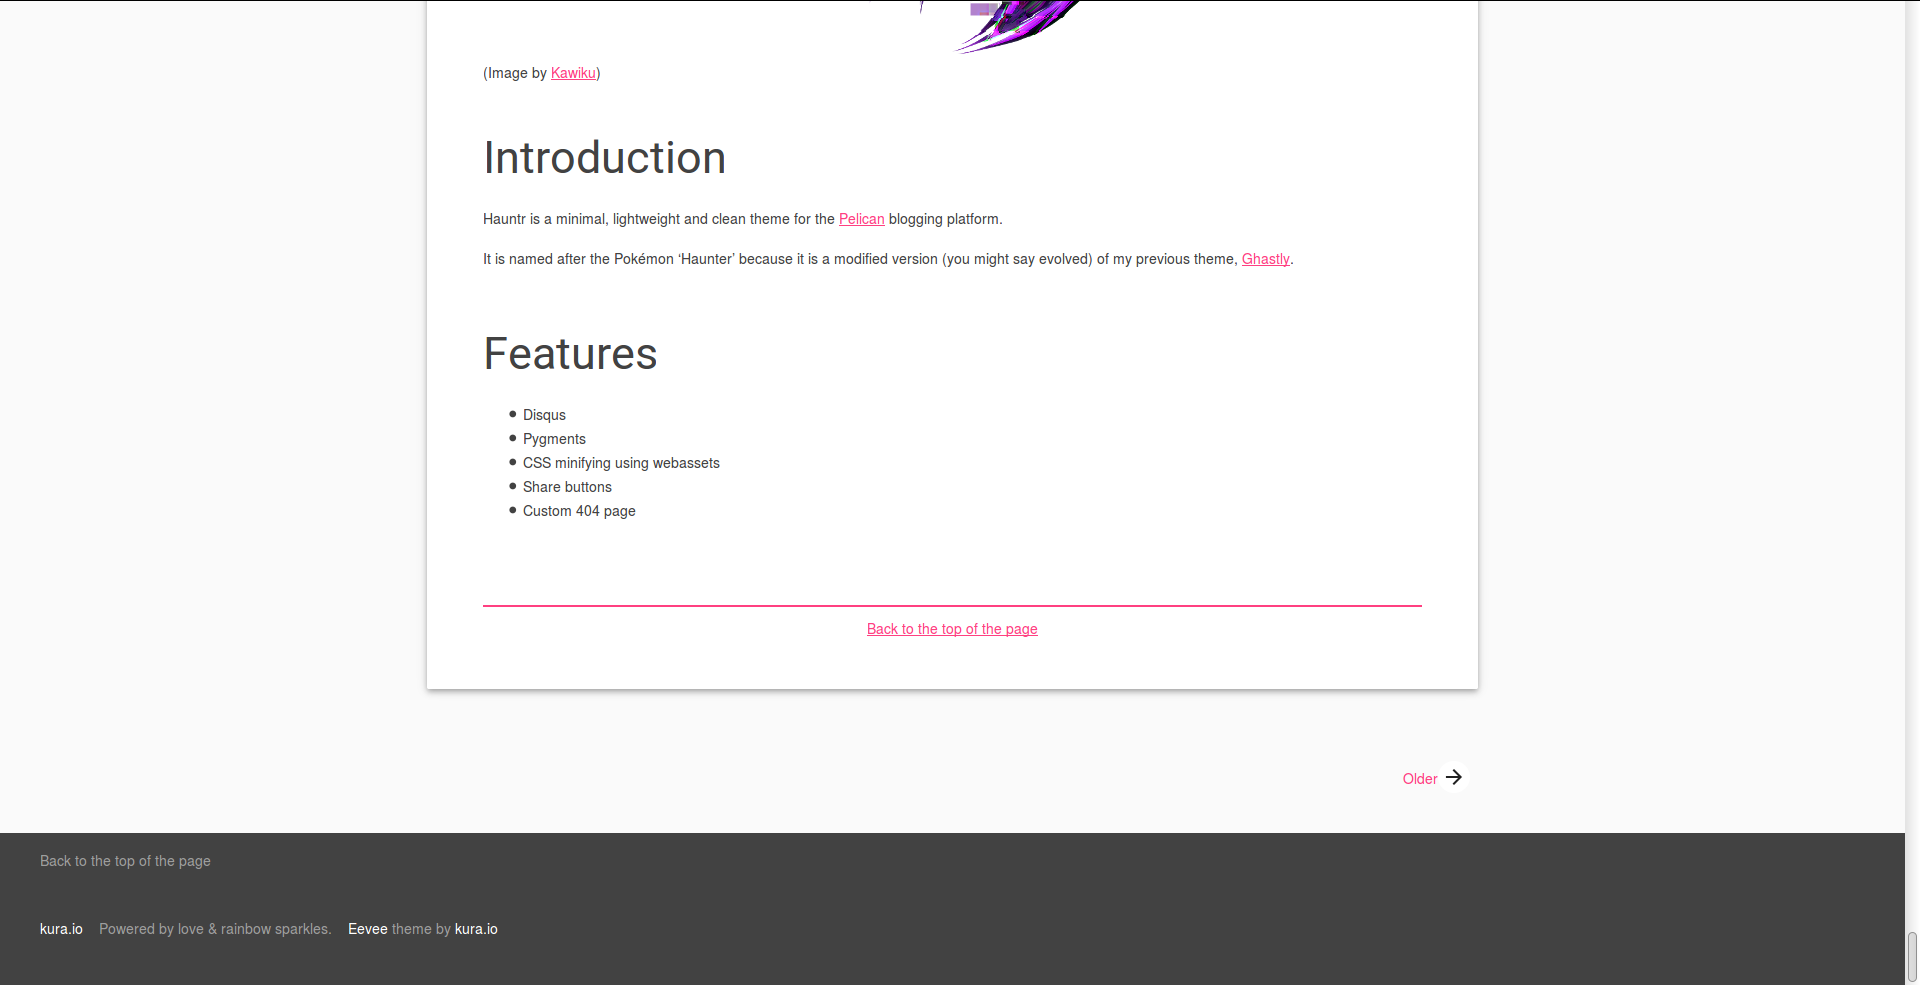 (Image by Kawiku)
Introduction
Hauntr is a minimal, lightweight and clean theme for the Pelican blogging platform.
It is named after the Pokémon ‘Haunter’ because it is a modified version (you might say evolved) of my previous theme, Ghastly.
Features
Disqus
Pygments
CSS minifying using webassets
Share buttons
Custom 404 page
Back to the top of the page
Older
Back to the top of the page
kura.io Powered by love & rainbow sparkles. Eevee theme by kura.io